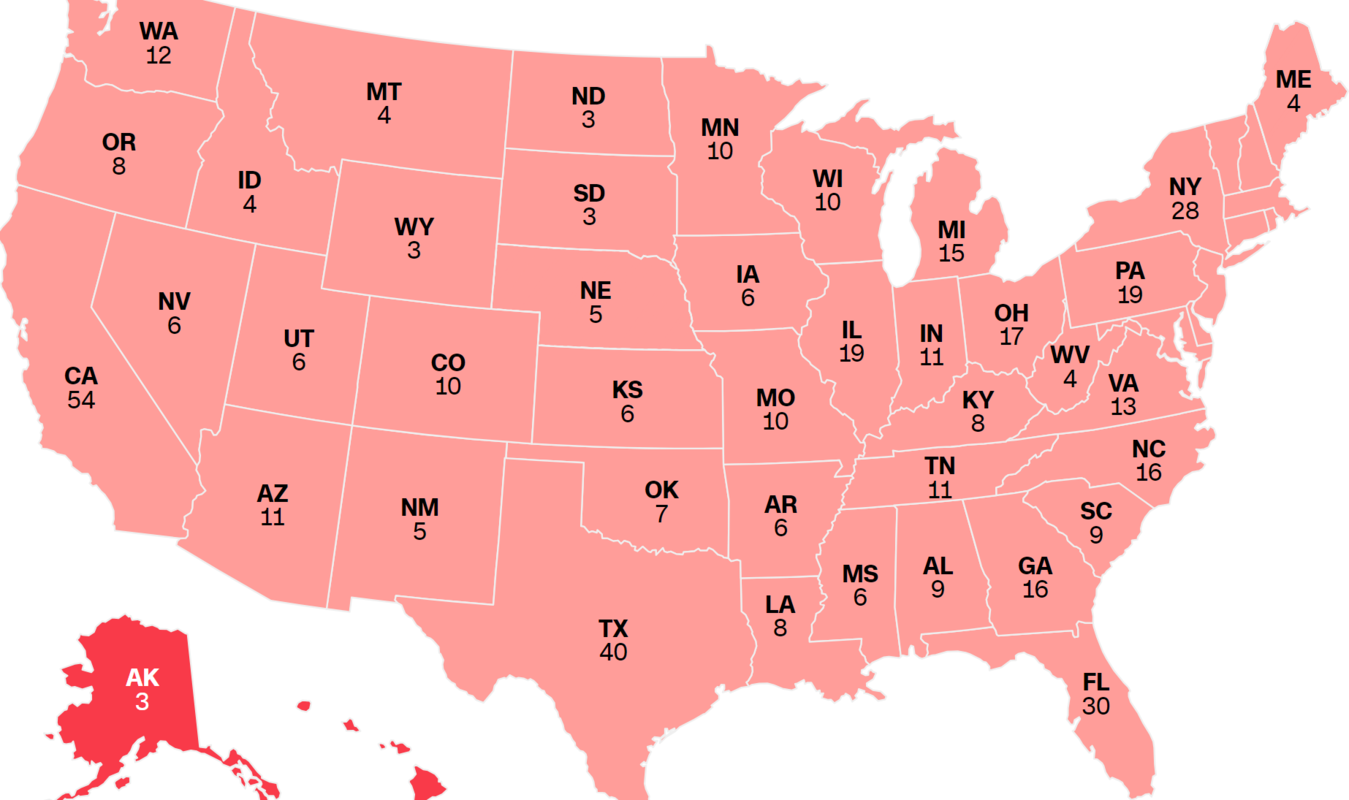 WA
12
MT
4
ND
3
MN
10
ME
4
OR
8
ID
4
WY
3
SD
3
WI
10
MI
15
NY
28
NV
6
UT
6
CO
10
NE
5
IA
6
IL
19
IN
11
OH
17
PA
19
CA
54
KS
6
MO
10
KY
8
WV
4
VA
13
AZ
11
NM
5
OK
7
AR
6
TN
11
NC
16
SC
9
MS
6
AL
9
GA
16
TX
40
LA
8
FL
30
AK
3